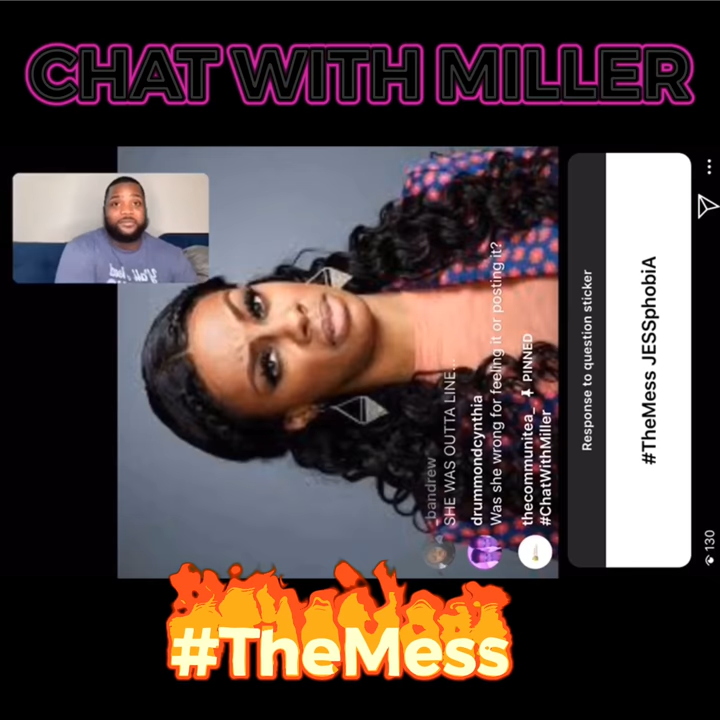 CHAT WITH MILLER
_bandrew
SHE WAS OUTTA LINE...
drummondcynthia
Was she wrong for feeling it or posting it?
thecommunitea_ PINNED
#ChatWithMiller
Response to question sticker
#TheMess JESSphobiA
130
#TheMess